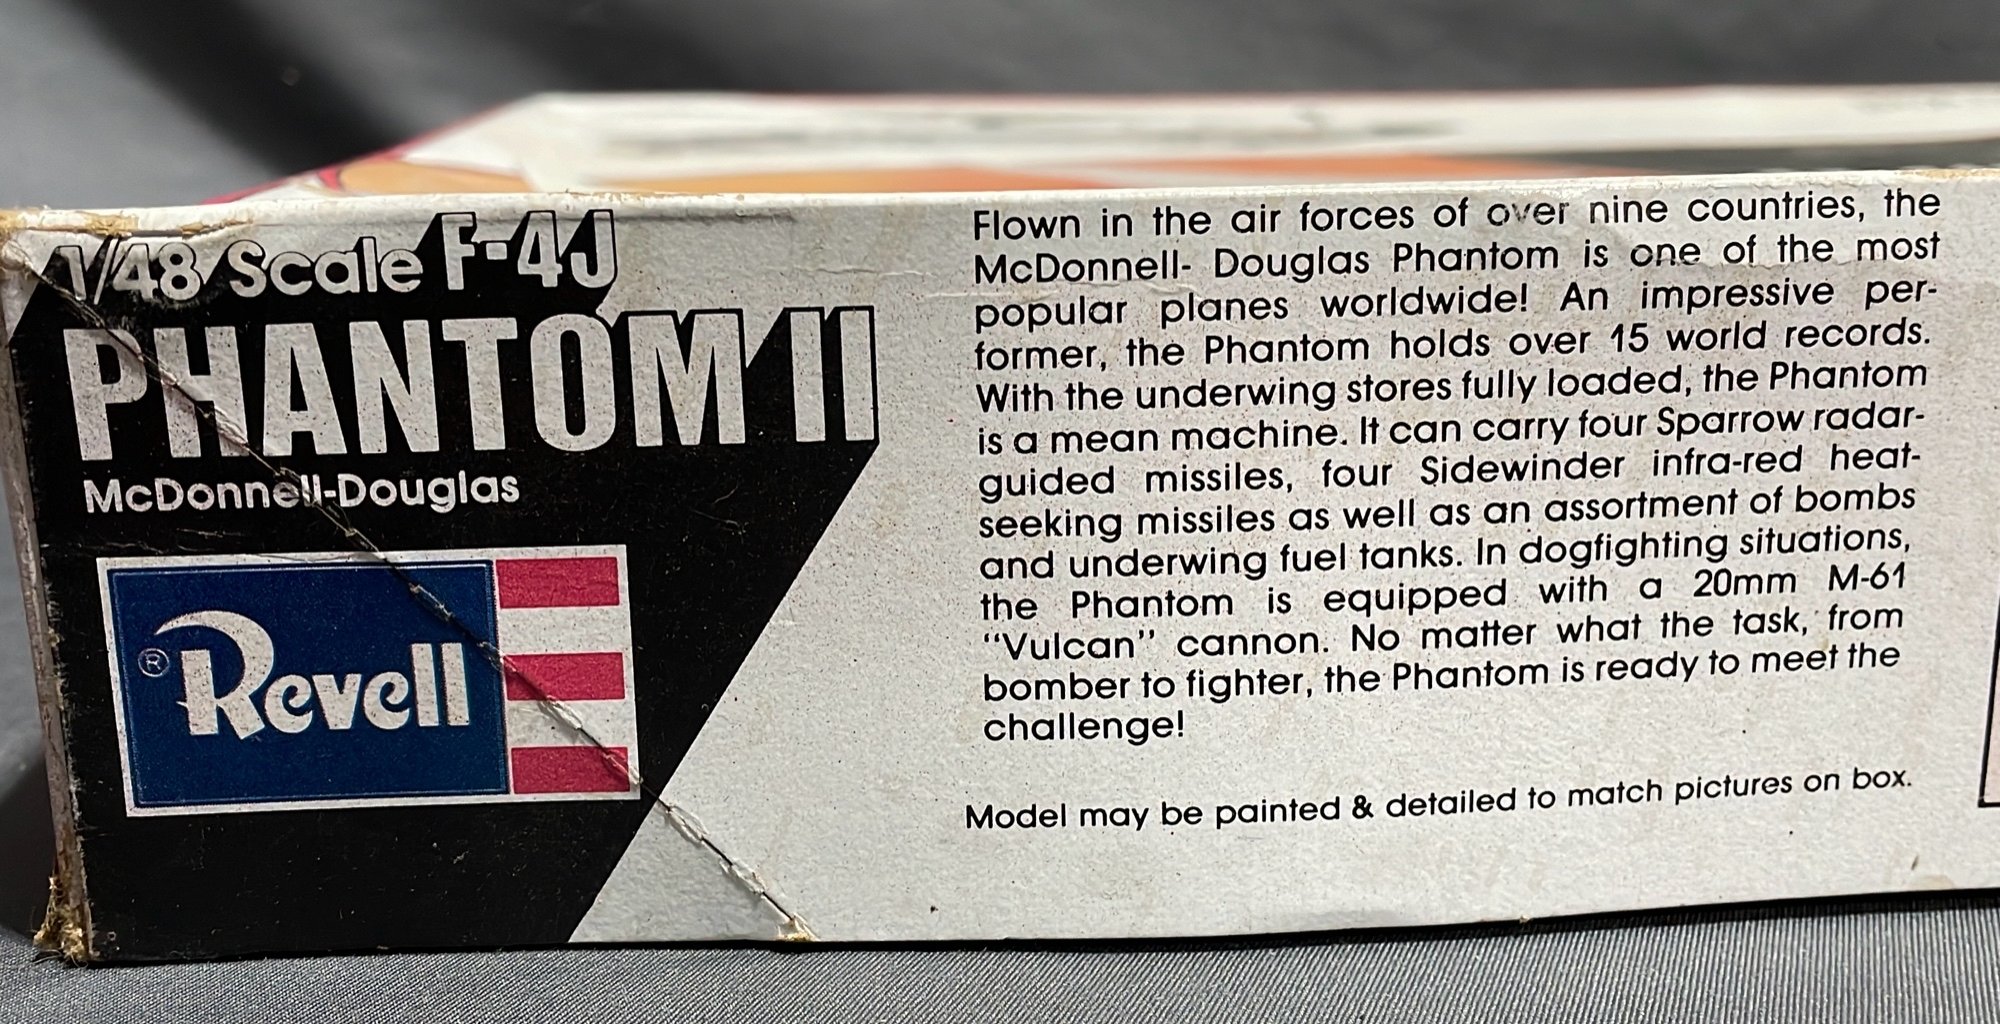 1/48 Scale F-4J
PHANTOM II
McDonnell-Douglas
® Revell
Flown in the air forces of over nine countries, the
McDonnell- Douglas Phantom is one of the most
popular planes worldwide! An impressive per-
former, the Phantom holds over 15 world records.
With the underwing stores fully loaded, the Phantom
is a mean machine. It can carry four Sparrow radar-
guided missiles, four Sidewinder infra-red heat-
seeking missiles as well as an assortment of bombs
and underwing fuel tanks. In dogfighting situations,
the Phantom is equipped with a 20mm M-61
"Vulcan" cannon. No matter what the task, from
bomber to fighter, the Phantom is ready to meet the
challenge!
Model may be painted & detailed to match pictures on box.